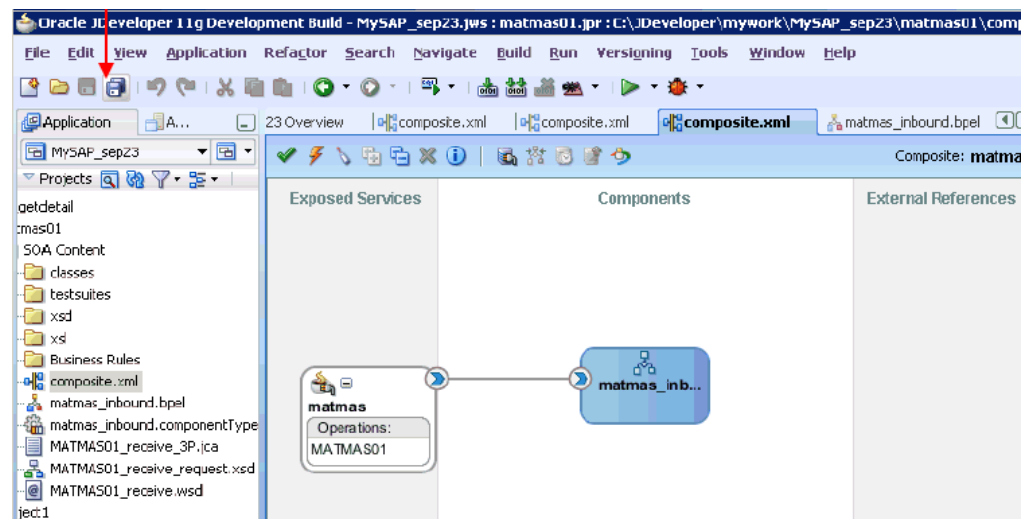 Oracle JDeveloper 11g Development Build - MySAP_sep23.jws : matmas01.jpr : C:\JDeveloper\mywork\MySAP_sep23\matmas01\comp
File Edit View Application Refactor Search Navigate Build Run Versioning Tools Window Help
Application A... 23 Overview composite.xml composite.xml composite.xml matmas_inbound.bpel
MySAP_sep23 Composite: matma
Projects
Exposed Services Components External References
getdetail
tmas01
SOA Content
classes
testsuites
xsd
xsl
Business Rules
composite.xml
matmas_inbound.bpel
matmas_inbound.componentType
MATMAS01_receive_3P.jca
MATMAS01_receive_request.xsd
MATMAS01_receive.wsdl
ject1
matmas
Operations:
MATMAS01
matmas_inb...